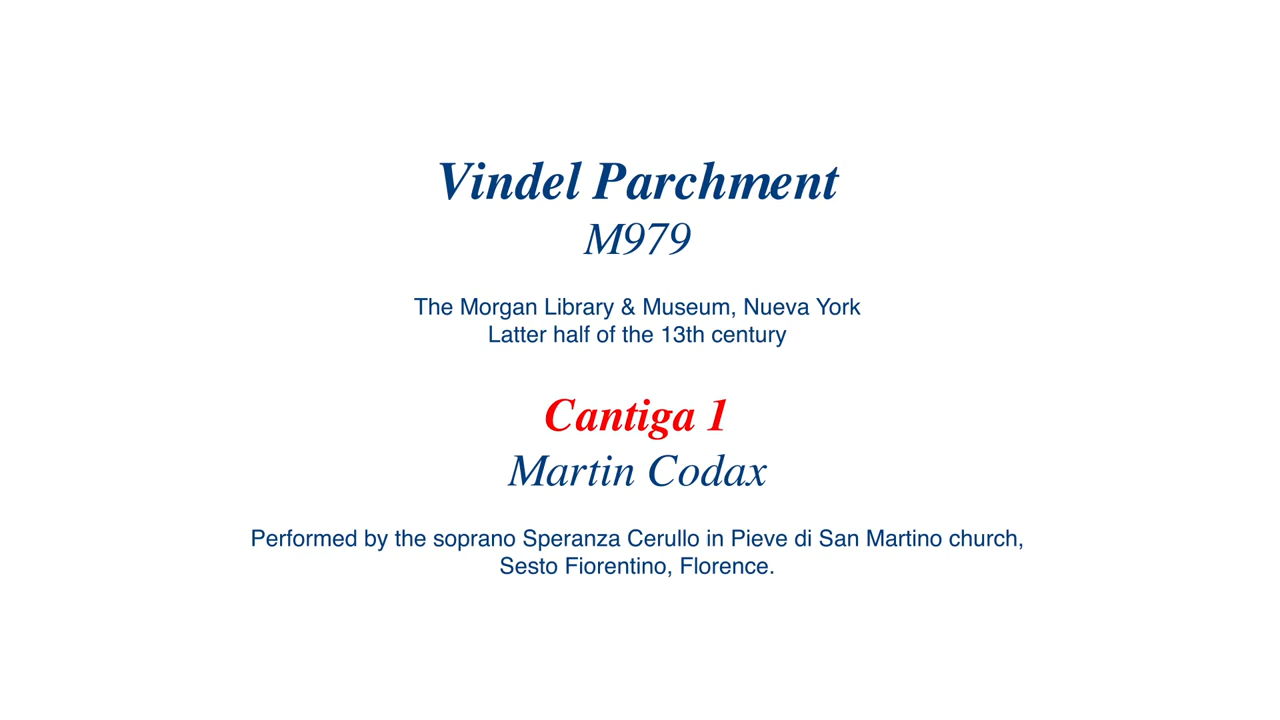 Vindel Parchment
M979
The Morgan Library & Museum, Nueva York
Latter half of the 13th century
Cantiga 1
Martin Codax
Performed by the soprano Speranza Cerullo in Pieve di San Martino church,
Sesto Fiorentino, Florence.